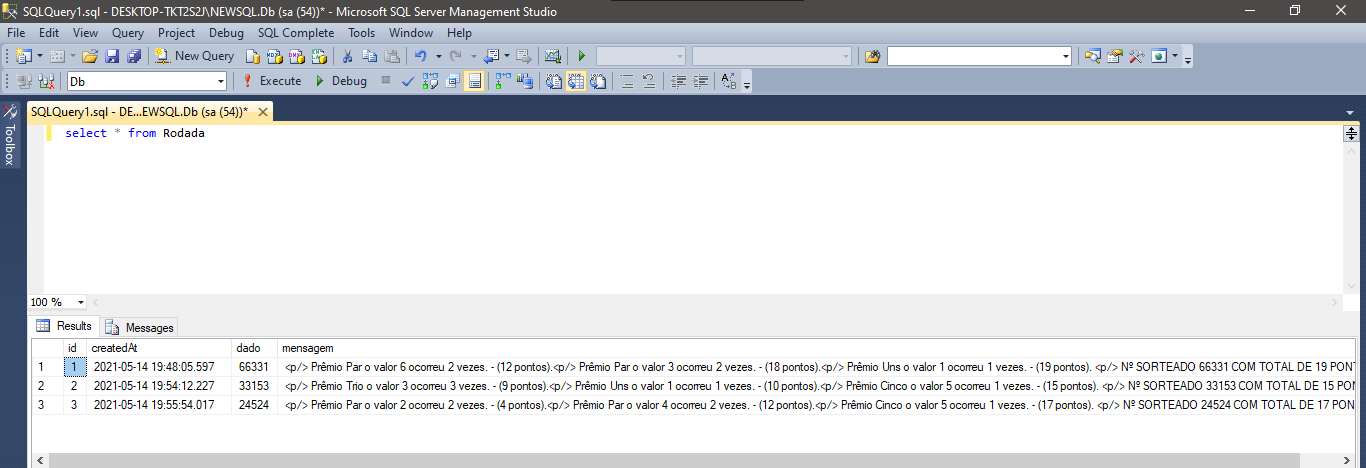 SQLQuery1.sql - DESKTOP-TKT2S2J\NEWSQL.Db (sa (54))* - Microsoft SQL Server Management Studio
File Edit View Query Project Debug SQL Complete Tools Window Help
New Query
Db Execute Debug
Toolbox
SQLQuery1.sql - DE...EWSQL.Db (sa (54))*
select * from Rodada
100 %
Results Messages
id createdAt dado mensagem
1 1 2021-05-14 19:48:05.597 66331 <p/> Prêmio Par o valor 6 ocorreu 2 vezes. - (12 pontos).<p/> Prêmio Par o valor 3 ocorreu 2 vezes. - (18 pontos).<p/> Prêmio Uns o valor 1 ocorreu 1 vezes. - (19 pontos). <p/> Nº SORTEADO 66331 COM TOTAL DE 19 PONT
2 2 2021-05-14 19:54:12.227 33153 <p/> Prêmio Trio o valor 3 ocorreu 3 vezes. - (9 pontos).<p/> Prêmio Uns o valor 1 ocorreu 1 vezes. - (10 pontos).<p/> Prêmio Cinco o valor 5 ocorreu 1 vezes. - (15 pontos). <p/> Nº SORTEADO 33153 COM TOTAL DE 15 PON
3 3 2021-05-14 19:55:54.017 24524 <p/> Prêmio Par o valor 2 ocorreu 2 vezes. - (4 pontos).<p/> Prêmio Par o valor 4 ocorreu 2 vezes. - (12 pontos).<p/> Prêmio Cinco o valor 5 ocorreu 1 vezes. - (17 pontos). <p/> Nº SORTEADO 24524 COM TOTAL DE 17 PON